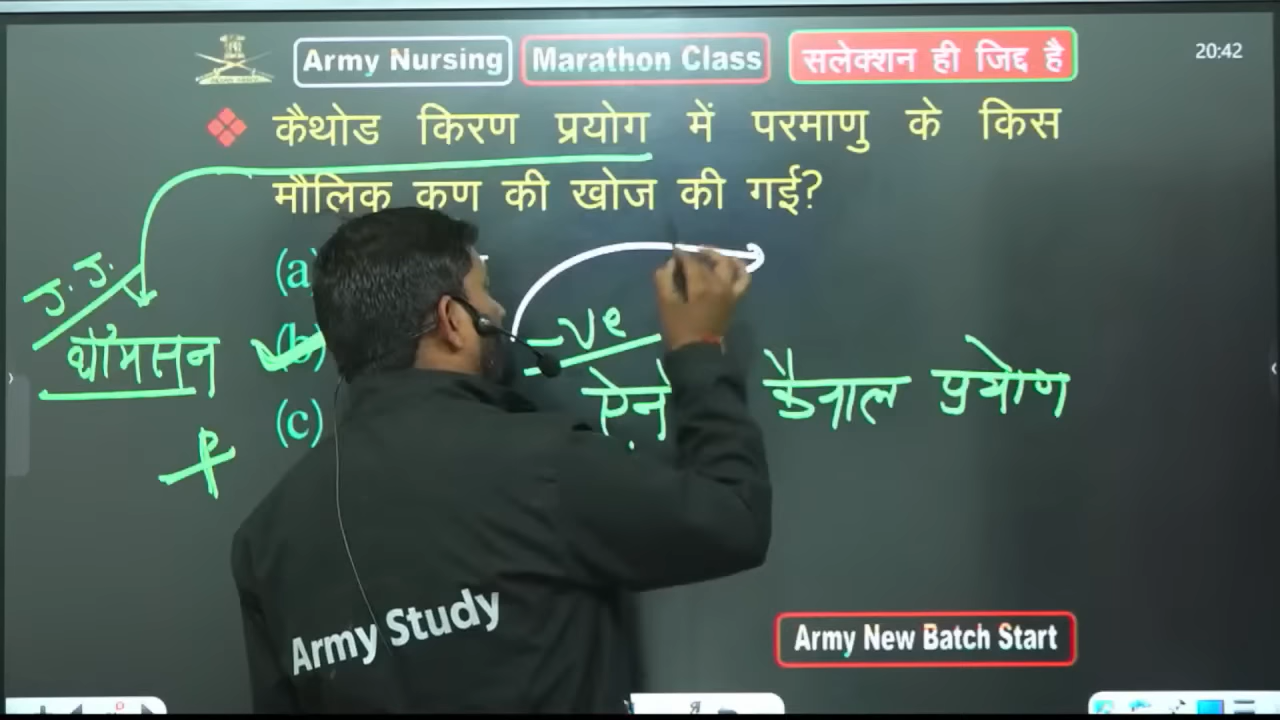 Army Nursing Marathon Class सलेक्शन ही जिद्द है 20:42
कैथोड किरण प्रयोग में परमाणु के किस
मौलिक कण की खोज की गई?
(a)
J. J.
थॉमसन
(b)
-ve
कैनाल प्रयोग
(c)
e
Army Study
Army New Batch Start